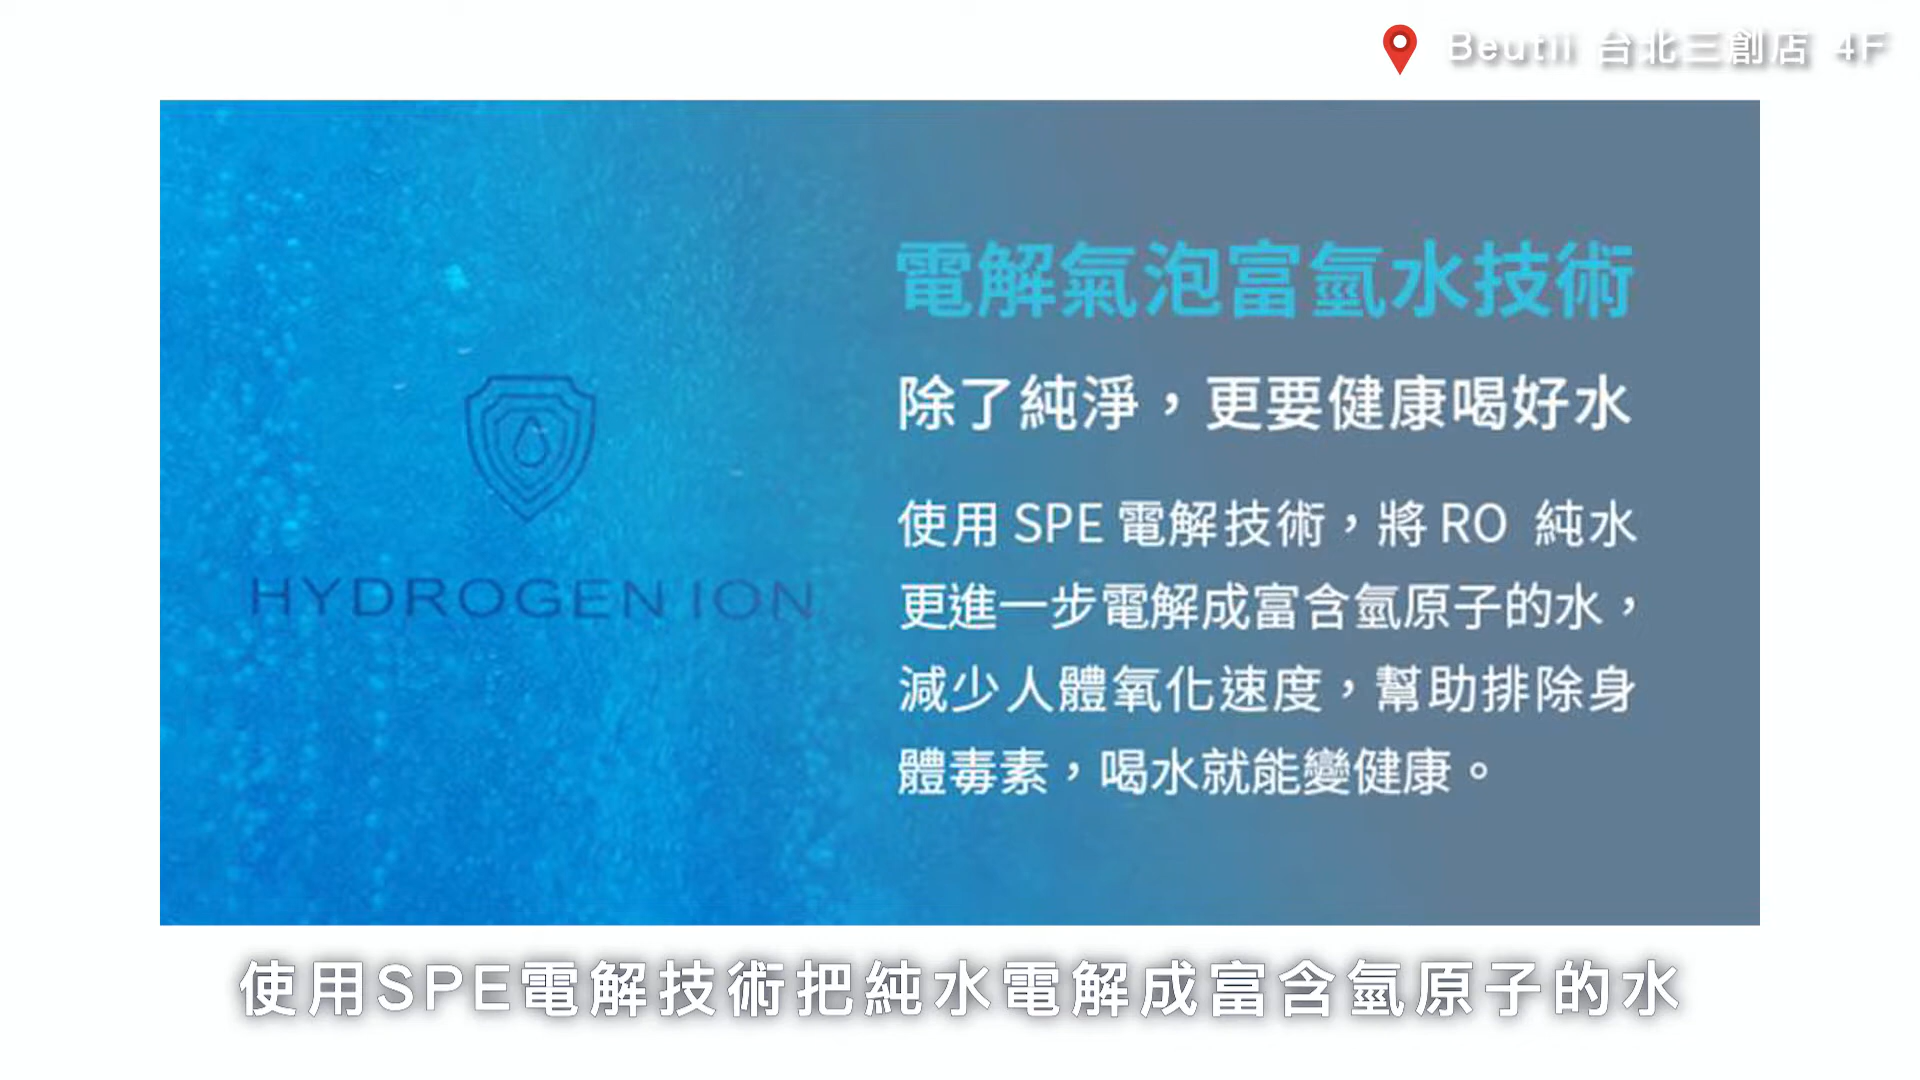 Beutii 台北三創店 4F
電解氣泡富氫水技術
除了純淨，更要健康喝好水
HYDROGEN ION
使用 SPE 電解技術，將 RO 純水
更進一步電解成富含氫原子的水，
減少人體氧化速度，幫助排除身
體毒素，喝水就能變健康。
使用SPE電解技術把純水電解成富含氫原子的水